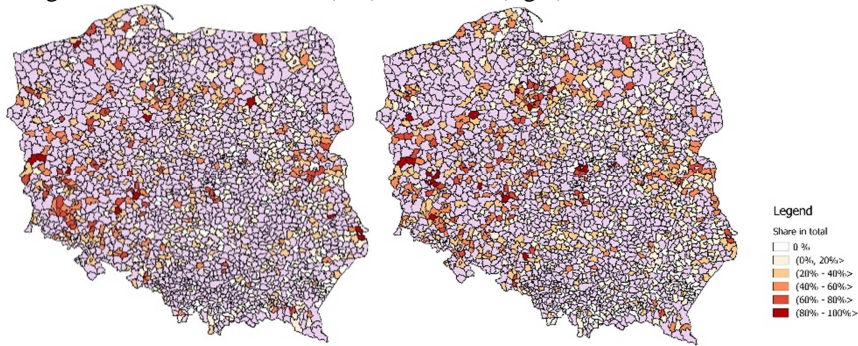 Legend
Share in total
0 %
(0%, 20%>
(20% - 40%>
(40% - 60%>
(60% - 80%>
(80% - 100%>